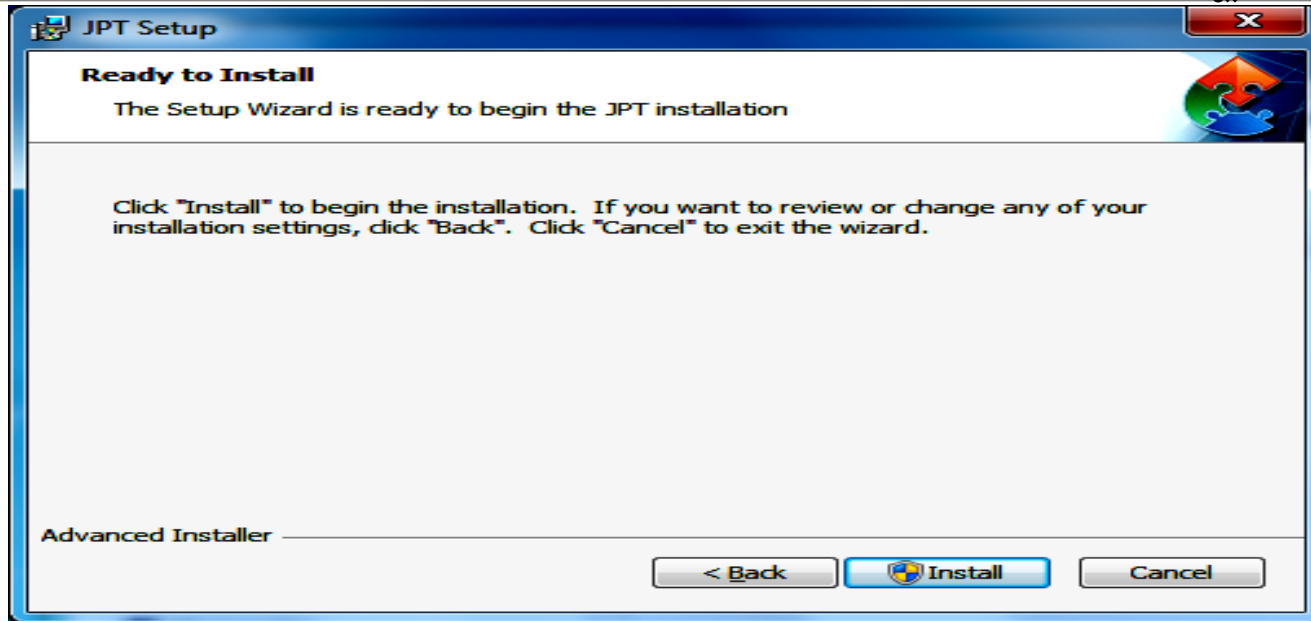 JPT Setup
Ready to Install
The Setup Wizard is ready to begin the JPT installation
Click "Install" to begin the installation.  If you want to review or change any of your
installation settings, click "Back".  Click "Cancel" to exit the wizard.
Advanced Installer
< Back
Install
Cancel